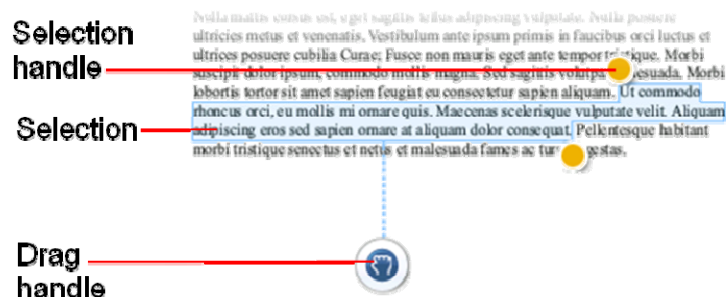 Selection
handle
Selection
Drag
handle
Nulla mattis cursus est, eget sagittis tellus adipiscing vulputate. Nulla posuere
ultricies metus et venenatis. Vestibulum ante ipsum primis in faucibus orci luctus et
ultrices posuere cubilia Curae; Fusce non mauris eget ante tempor Morbi
suscipit dolor ipsum, commodo mollis magna. Sed sagittis Morbi
lobortis tortor sit amet sapien feugiat eu consectetur sapien aliquam. Ut commodo
rhoncus orci, eu mollis mi ornare quis. Maecenas scelerisque vulputate velit. Aliquam
adipiscing eros sed sapien ornare at aliquam dolor consequat. Pellentesque habitant
morbi tristique senectus et netus et malesuada fames ac